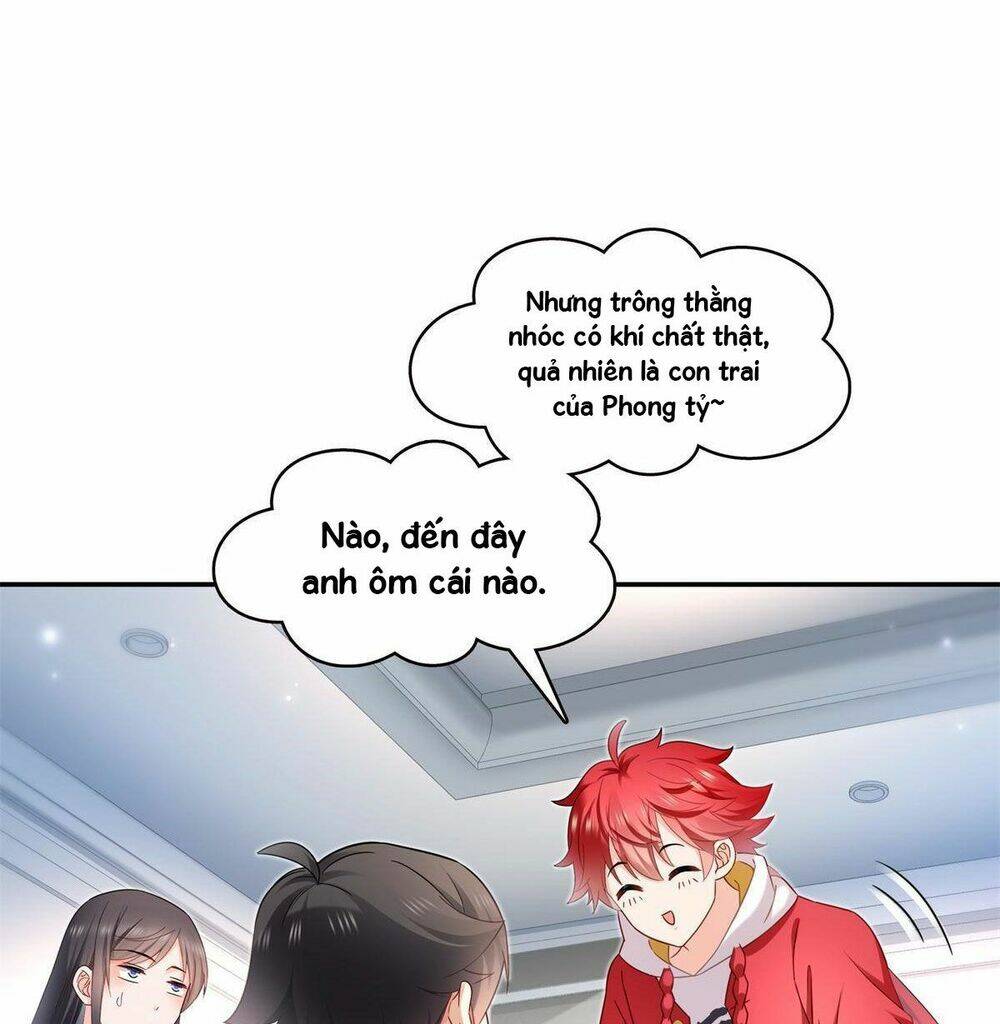 Nhưng trông thằng
nhóc có khí chất thật,
quả nhiên là con trai
của Phong tỷ~
Nào, đến đây
anh ôm cái nào.